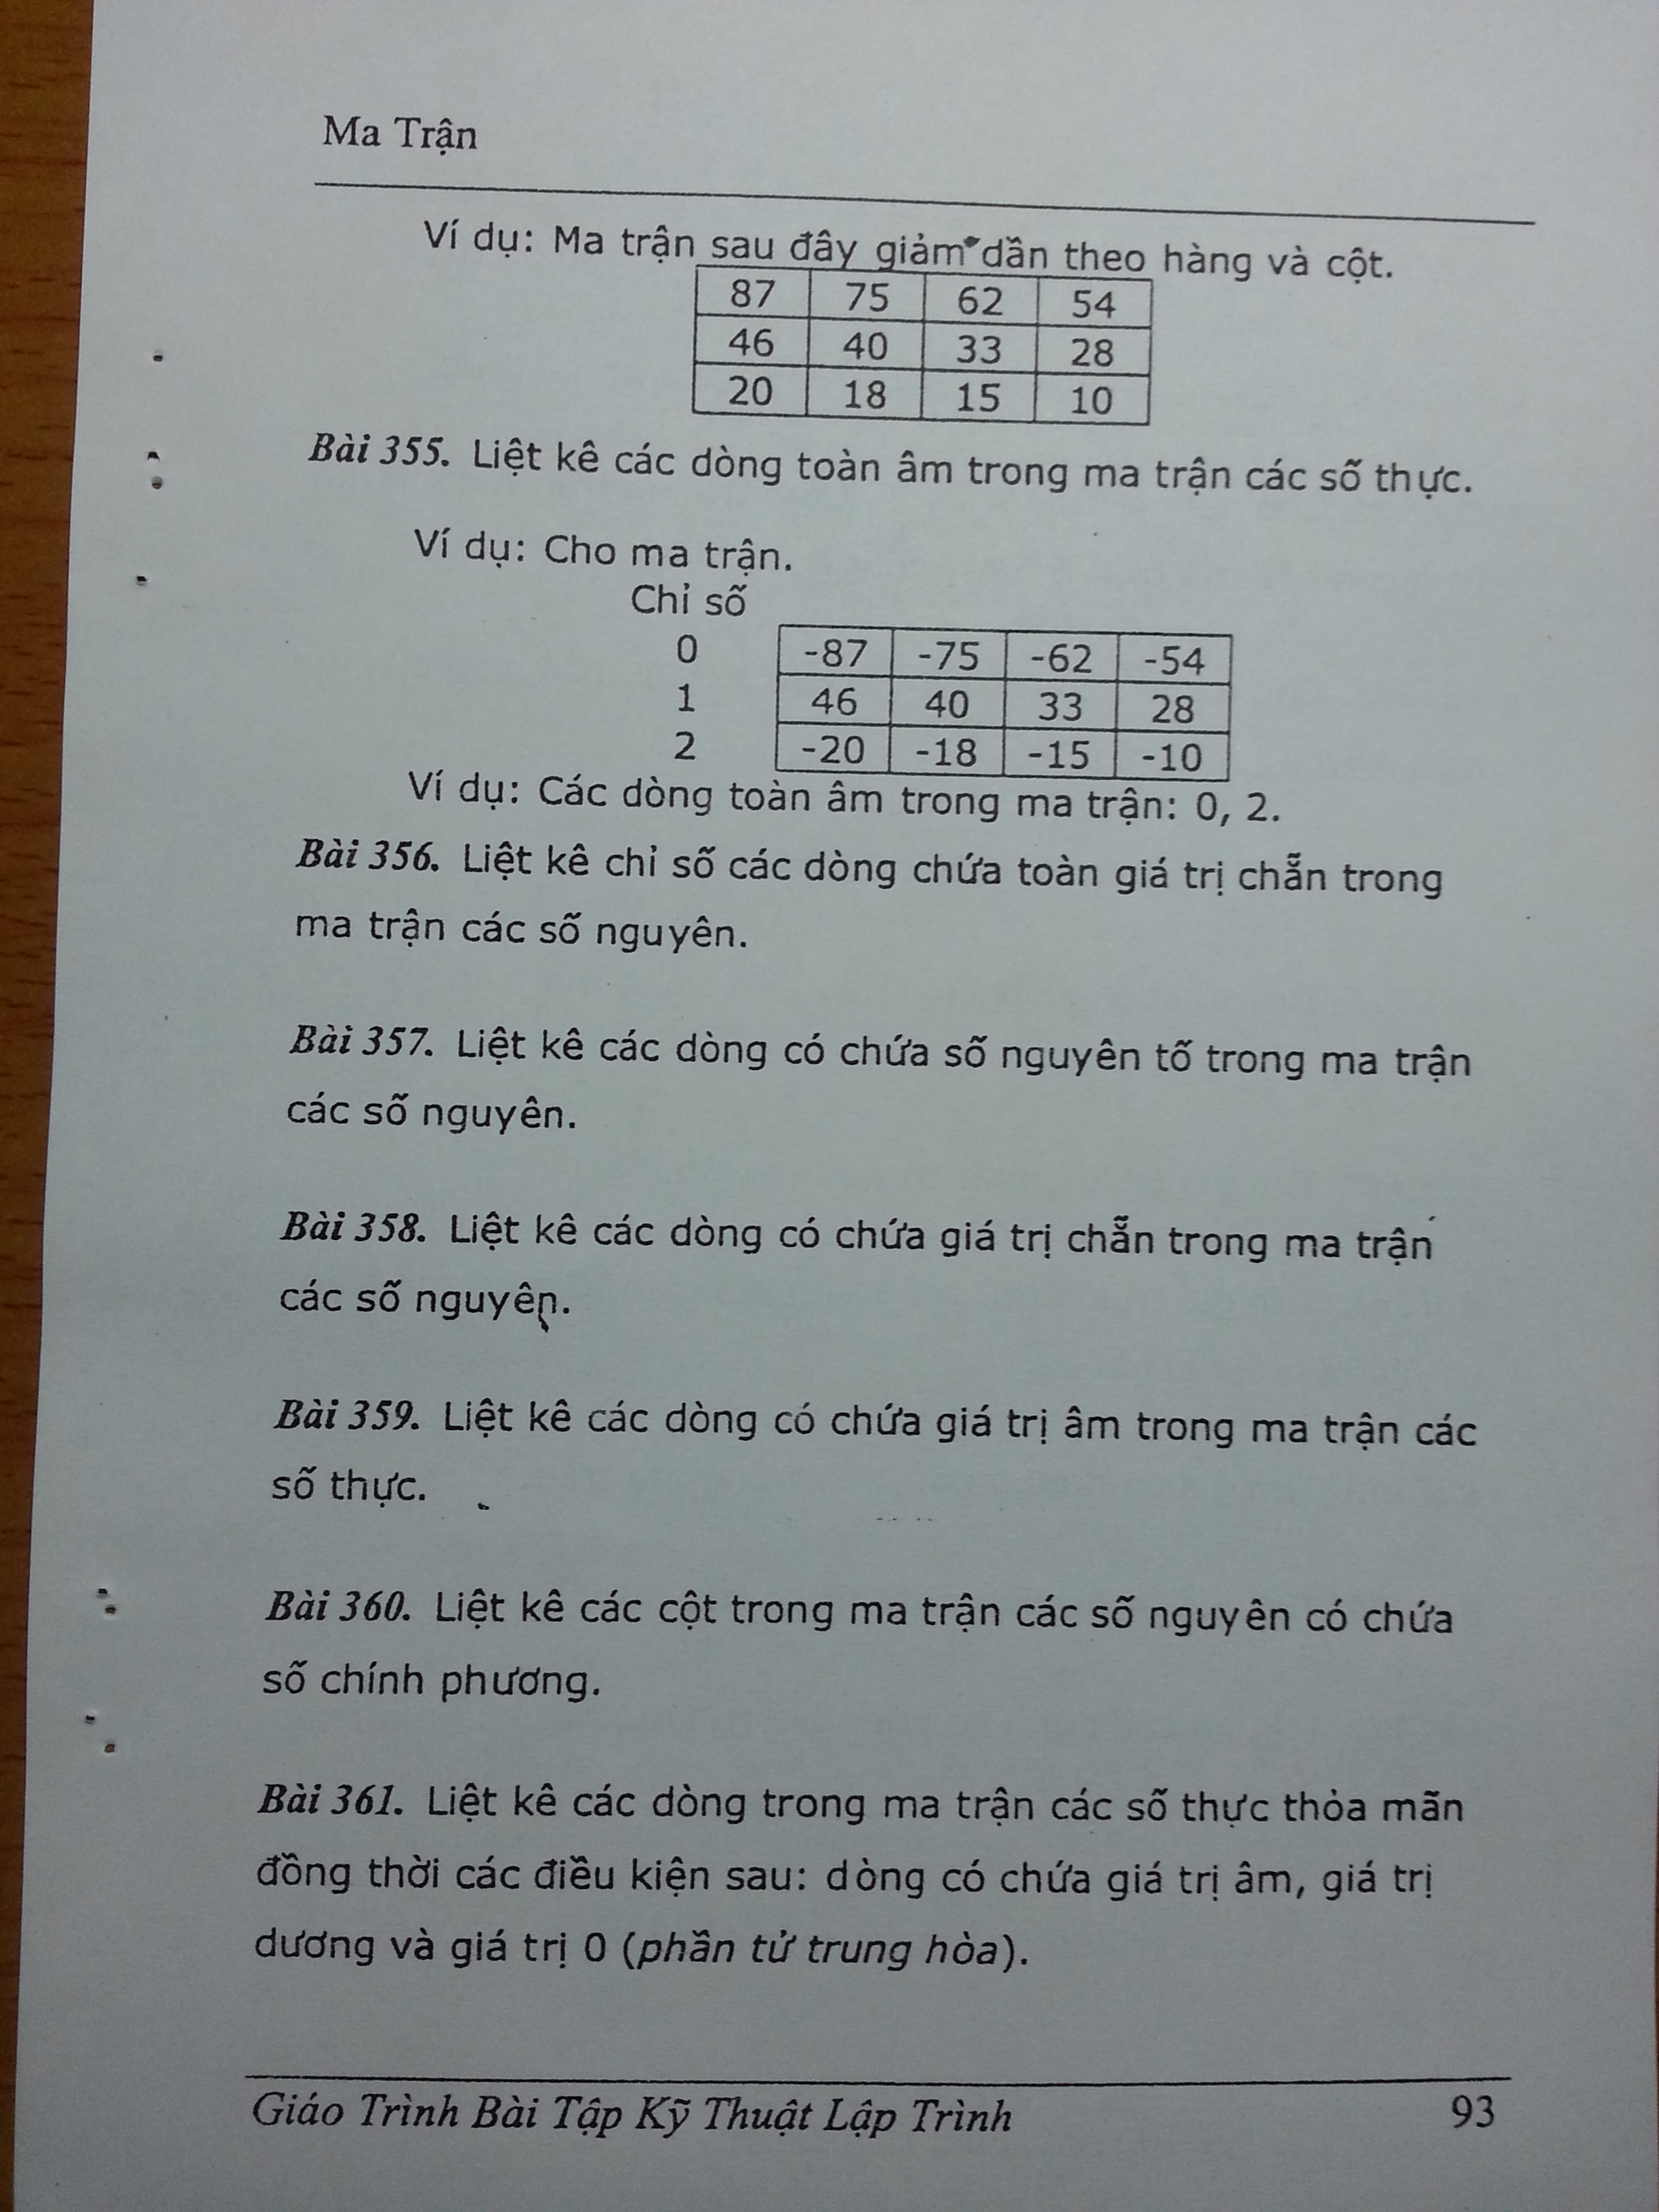 Ma Trận
Ví dụ: Ma trận sau đây giảm dần theo hàng và cột.
87 75 62 54
46 40 33 28
20 18 15 10
Bài 355. Liệt kê các dòng toàn âm trong ma trận các số thực.
Ví dụ: Cho ma trận.
Chỉ số
0 -87 -75 -62 -54
1 46 40 33 28
2 -20 -18 -15 -10
Ví dụ: Các dòng toàn âm trong ma trận: 0, 2.
Bài 356. Liệt kê chỉ số các dòng chứa toàn giá trị chẵn trong
ma trận các số nguyên.
Bài 357. Liệt kê các dòng có chứa số nguyên tố trong ma trận
các số nguyên.
Bài 358. Liệt kê các dòng có chứa giá trị chẵn trong ma trận
các số nguyên.
Bài 359. Liệt kê các dòng có chứa giá trị âm trong ma trận các
số thực.
Bài 360. Liệt kê các cột trong ma trận các số nguyên có chứa
số chính phương.
Bài 361. Liệt kê các dòng trong ma trận các số thực thỏa mãn
đồng thời các điều kiện sau: dòng có chứa giá trị âm, giá trị
dương và giá trị 0 (phần tử trung hòa).
Giáo Trình Bài Tập Kỹ Thuật Lập Trình 93